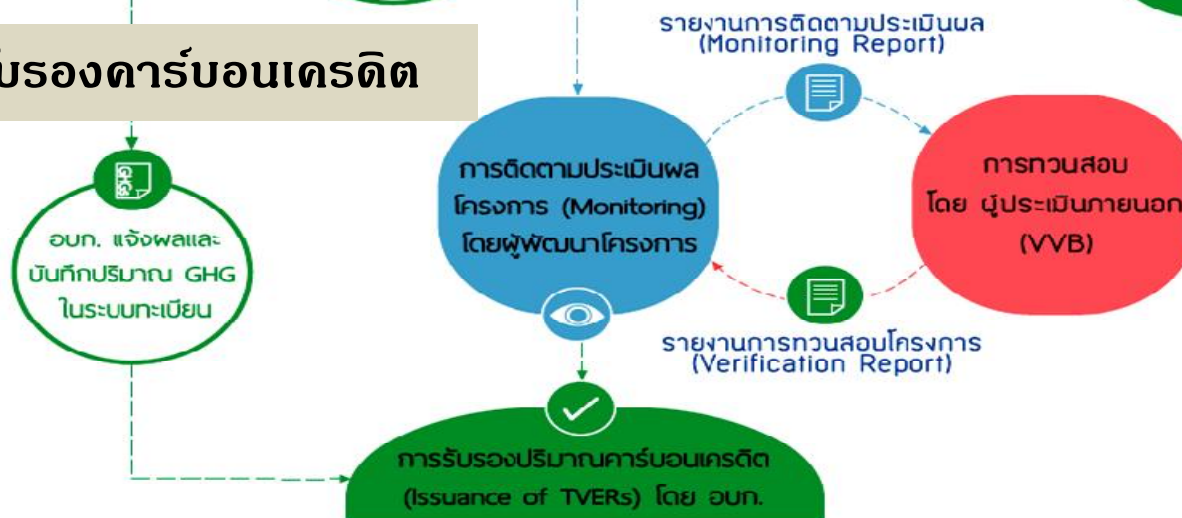 รายงานการติดตามประเมินผล
(Monitoring Report)
รับรองคาร์บอนเครดิต
การติดตามประเมินผล
โครงการ (Monitoring)
โดยผู้พัฒนาโครงการ
การทวนสอบ
โดย ผู้ประเมินภายนอก
(VVB)
GHGs
อบก. แจ้งผลและ
บันทึกปริมาณ GHG
ในระบบทะเบียน
รายงานการทวนสอบโครงการ
(Verification Report)
การรับรองปริมาณคาร์บอนเครดิต
(Issuance of TVERs) โดย อบก.